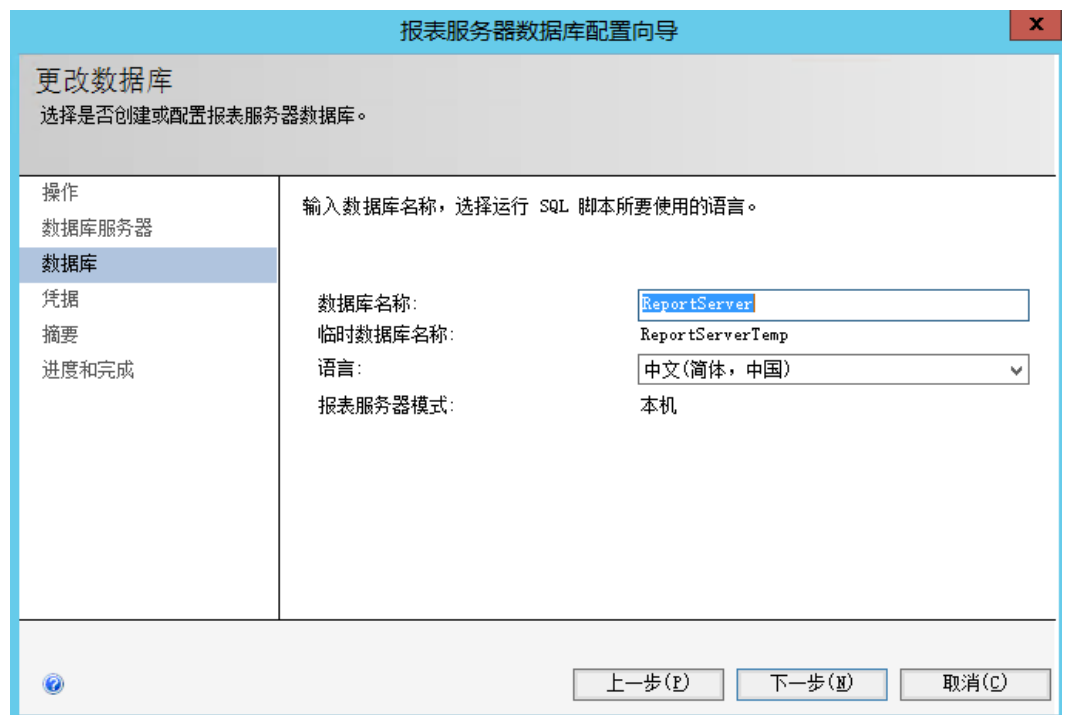 报表服务器数据库配置向导
x
更改数据库
选择是否创建或配置报表服务器数据库。
操作
数据库服务器
数据库
凭据
摘要
进度和完成
输入数据库名称，选择运行 SQL 脚本所要使用的语言。
数据库名称: ReportServer
临时数据库名称: ReportServerTemp
语言: 中文(简体，中国)
报表服务器模式: 本机
?
上一步(P) 下一步(N) 取消(C)